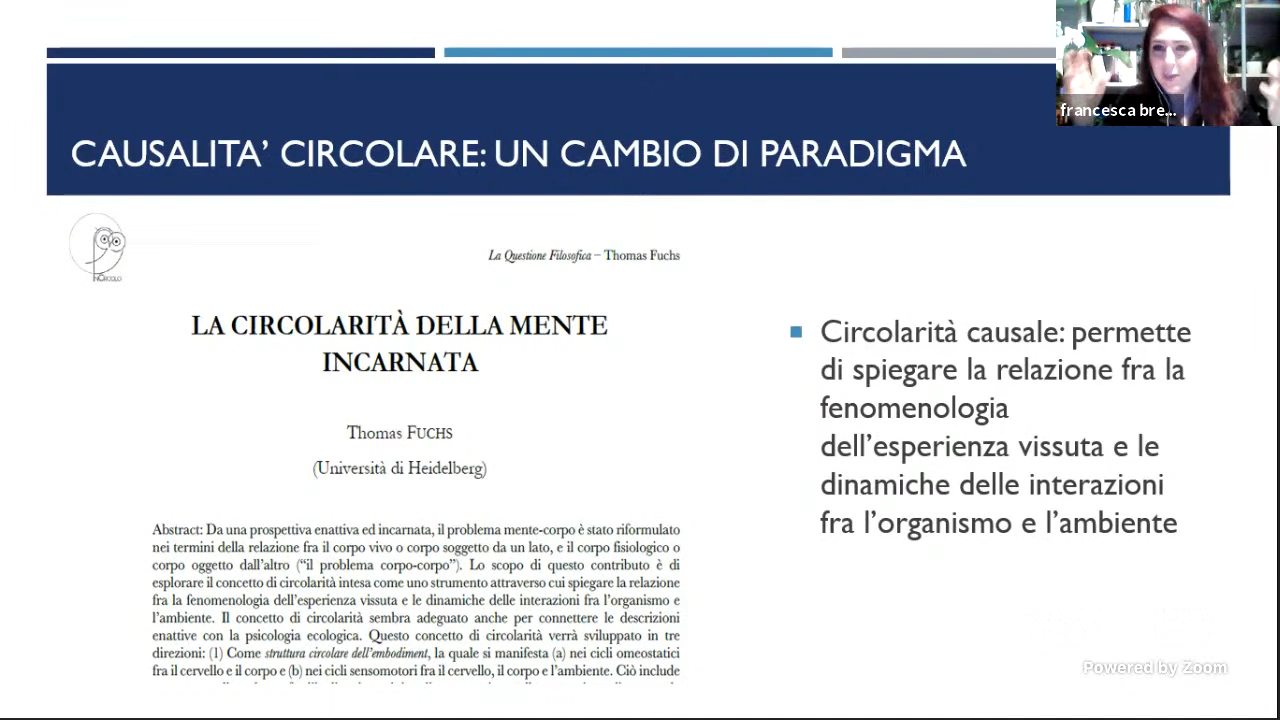 francesca bre...
CAUSALITA' CIRCOLARE: UN CAMBIO DI PARADIGMA
INCIRCOLO
La Questione Filosofica – Thomas Fuchs
LA CIRCOLARITÀ DELLA MENTE
INCARNATA
Thomas FUCHS
(Università di Heidelberg)
Abstract: Da una prospettiva enattiva ed incarnata, il problema mente-corpo è stato riformulato
nei termini della relazione fra il corpo vivo o corpo soggetto da un lato, e il corpo fisiologico o
corpo oggetto dall'altro (“il problema corpo-corpo”). Lo scopo di questo contributo è di
esplorare il concetto di circolarità intesa come uno strumento attraverso cui spiegare la relazione
fra la fenomenologia dell'esperienza vissuta e le dinamiche delle interazioni fra l'organismo e
l'ambiente. Il concetto di circolarità sembra adeguato anche per connettere le descrizioni
enattive con la psicologia ecologica. Questo concetto di circolarità verrà sviluppato in tre
direzioni: (1) Come struttura circolare dell'embodiment, la quale si manifesta (a) nei cicli omeostatici
fra il cervello e il corpo e (b) nei cicli sensomotori fra il cervello, il corpo e l'ambiente. Ciò include
Circolarità causale: permette
di spiegare la relazione fra la
fenomenologia
dell'esperienza vissuta e le
dinamiche delle interazioni
fra l'organismo e l'ambiente
Powered by Zoom